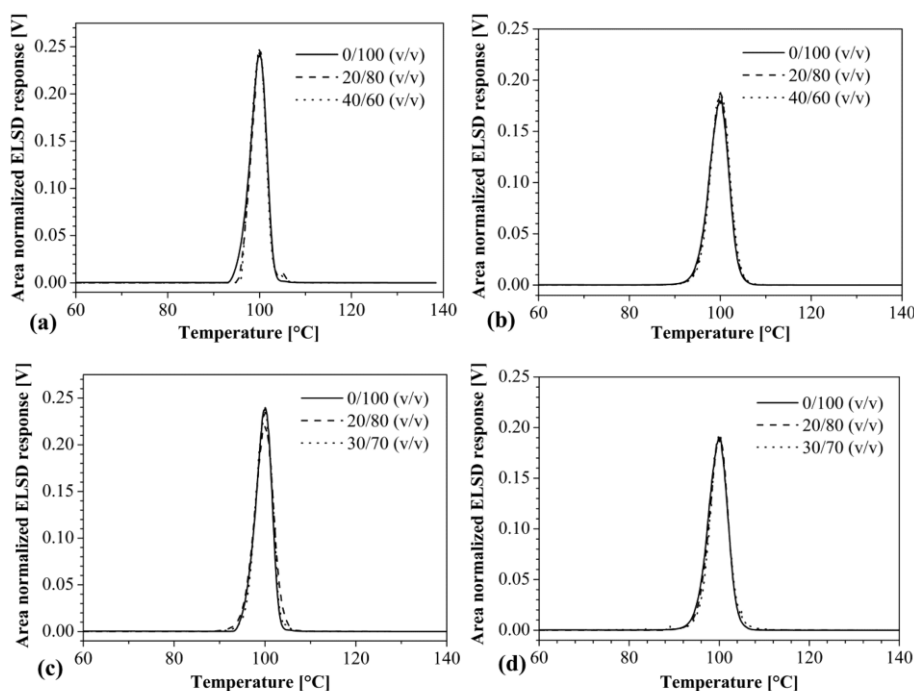 Area normalized ELSD response [V]
0.25
0.20
0.15
0.10
0.05
0.00
0/100 (v/v)
20/80 (v/v)
40/60 (v/v)
60 80 100 120 140
(a)
Temperature [°C]
Area normalized ELSD response [V]
0.25
0.20
0.15
0.10
0.05
0.00
0/100 (v/v)
20/80 (v/v)
40/60 (v/v)
60 80 100 120 140
(b)
Temperature [°C]
Area normalized ELSD response [V]
0.25
0.20
0.15
0.10
0.05
0.00
0/100 (v/v)
20/80 (v/v)
30/70 (v/v)
60 80 100 120 140
(c)
Temperature [°C]
Area normalized ELSD response [V]
0.25
0.20
0.15
0.10
0.05
0.00
0/100 (v/v)
20/80 (v/v)
30/70 (v/v)
60 80 100 120 140
(d)
Temperature [°C]